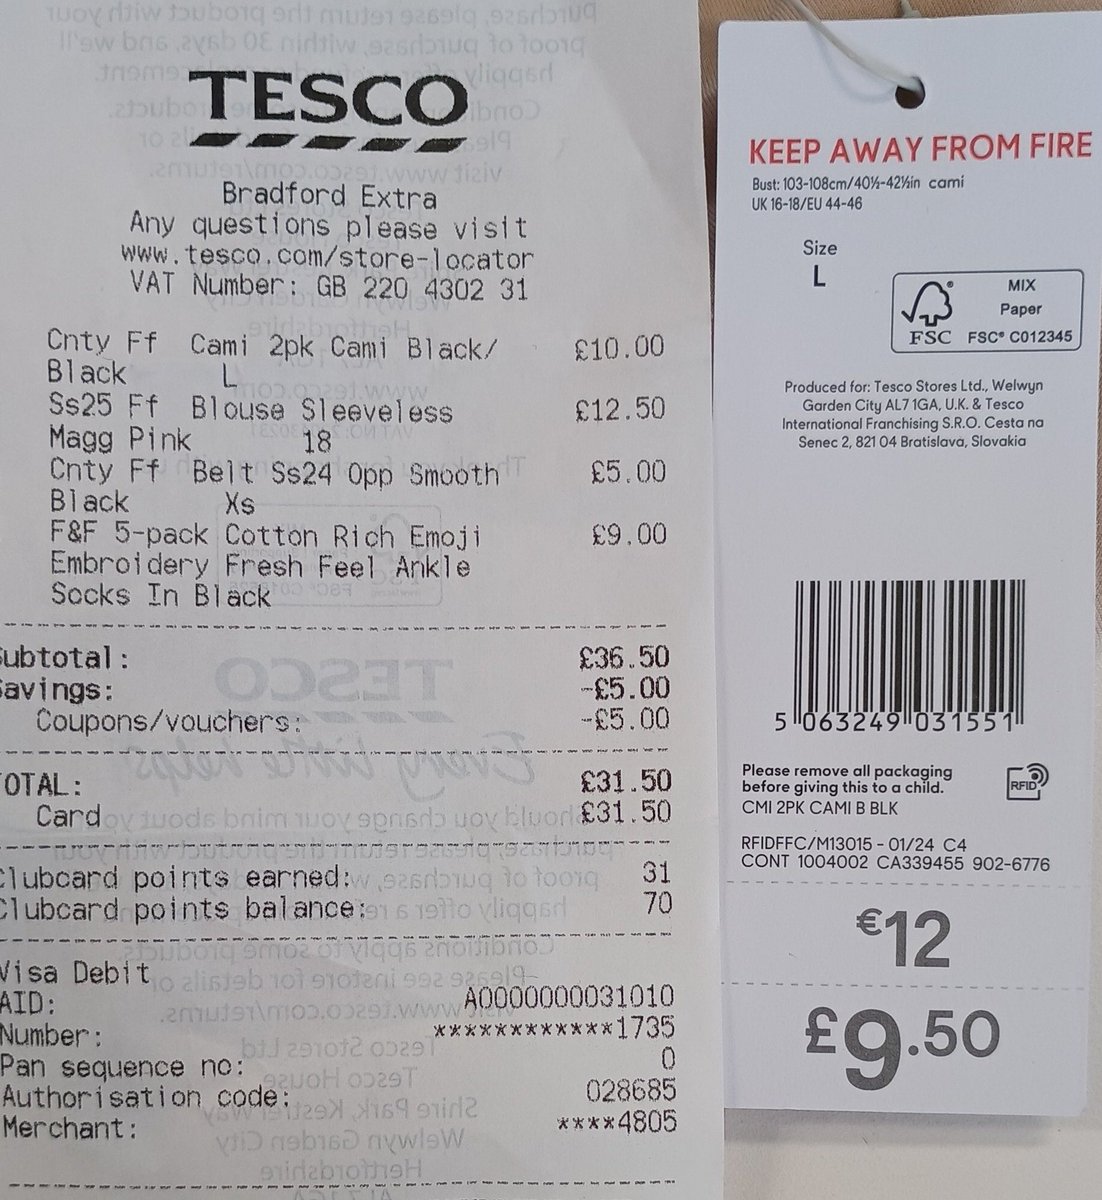 TESCO
Bradford Extra
Any questions please visit
www.tesco.com/store-locator
VAT Number: GB 220 4302 31
Cnty Ff Cami 2pk Cami Black/ £10.00
Black L
Ss25 Ff Blouse Sleeveless £12.50
Magg Pink 18
Cnty Ff Belt Ss24 Opp Smooth £5.00
Black Xs
F&F 5-pack Cotton Rich Emoji £9.00
Embroidery Fresh Feel Ankle
Socks In Black
Subtotal: £36.50
Savings: -£5.00
Coupons/vouchers: -£5.00
TOTAL: £31.50
Card £31.50
Clubcard points earned: 31
Clubcard points balance: 70
Visa Debit
AID: A0000000031010
Number: ************1735
Pan sequence no: 0
Authorisation code: 028685
Merchant: ****4805
KEEP AWAY FROM FIRE
Bust: 103-108cm/40½-42½in cami
UK 16-18/EU 44-46
Size
L
MIX
Paper
FSC® FSC® C012345
Produced for: Tesco Stores Ltd., Welwyn
Garden City AL7 1GA, U.K. & Tesco
International Franchising S.R.O. Cesta na
Senec 2, 821 04 Bratislava, Slovakia
5 063249 031551
Please remove all packaging
before giving this to a child.
RFID
CMI 2PK CAMI B BLK
RFIDFFC/M13015 - 01/24 C4
CONT 1004002 CA339455 902-6776
€12
£9.50